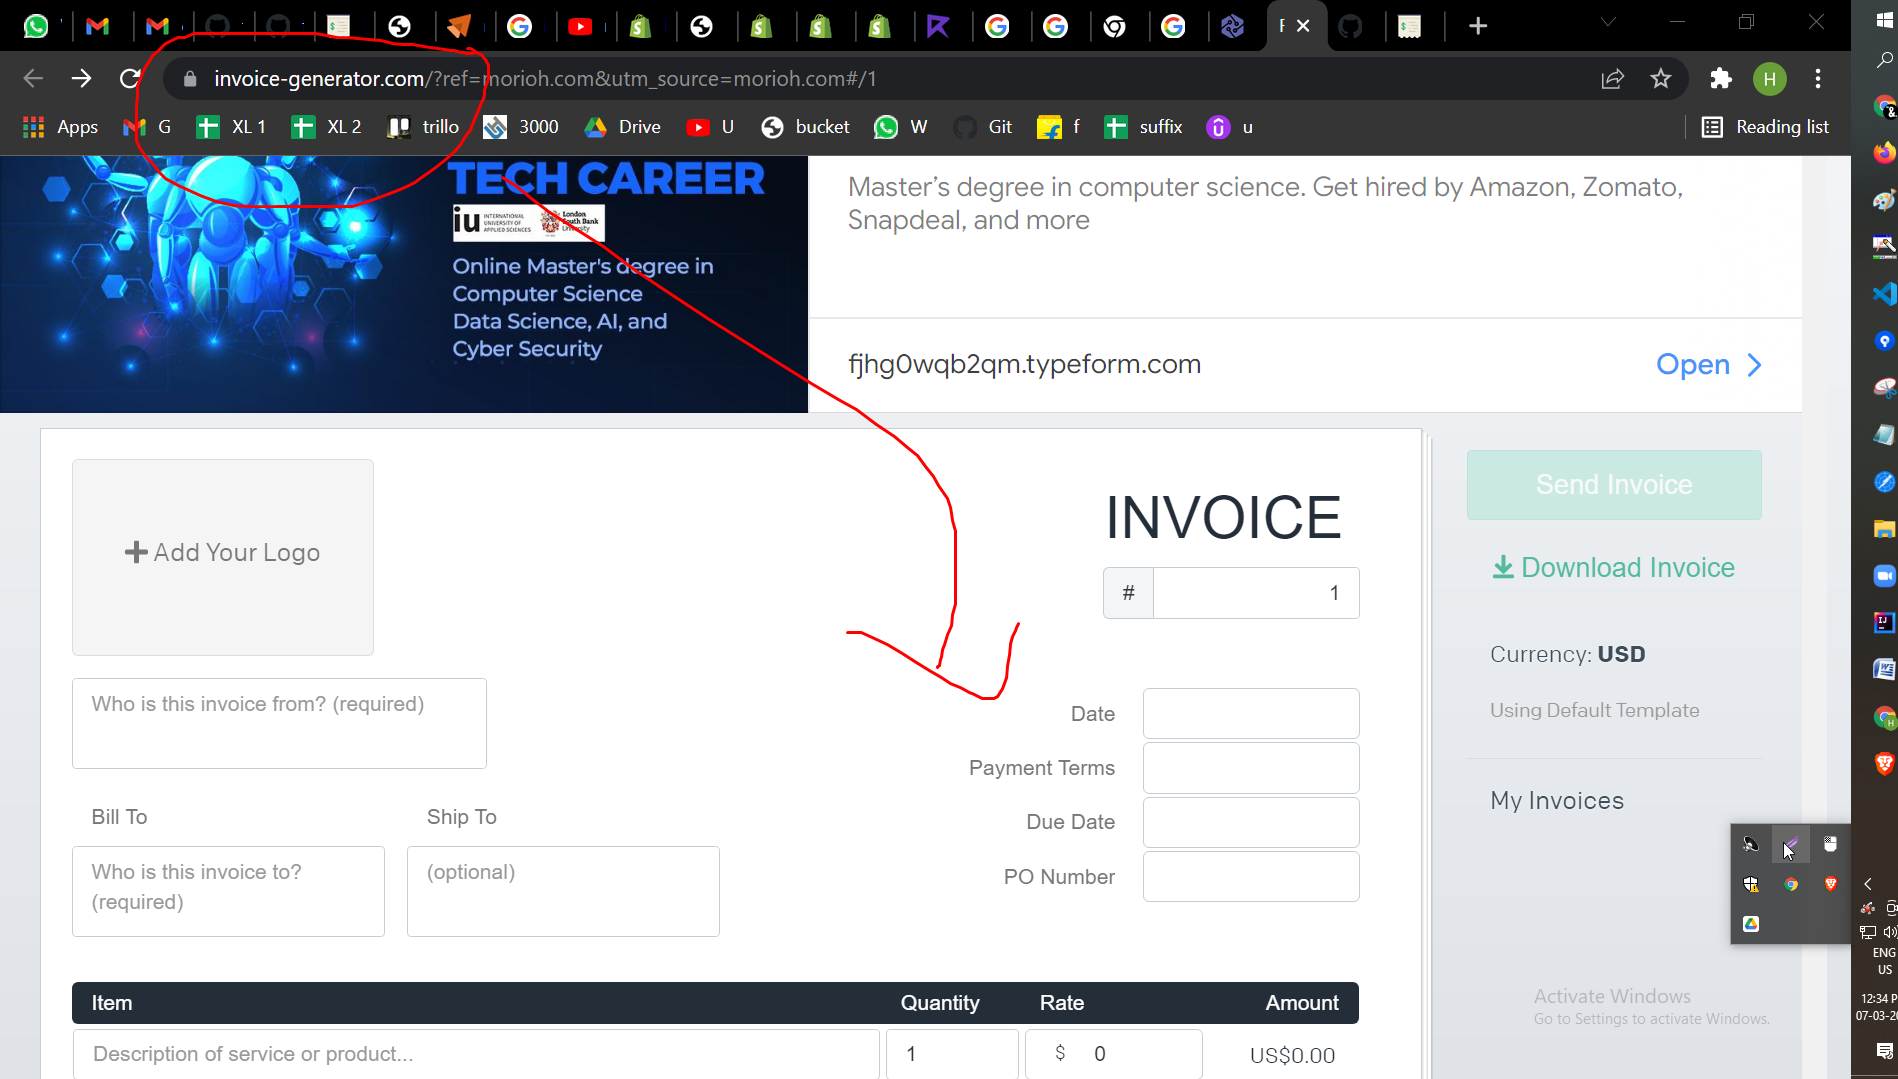 F
invoice-generator.com/?ref=morioh.com&utm_source=morioh.com#/1
H
Apps G XL 1 XL 2 trillo 3000 Drive U bucket W Git f suffix u Reading list
TECH CAREER
iu INTERNATIONAL UNIVERSITY OF APPLIED SCIENCES London South Bank University
Online Master's degree in
Computer Science
Data Science, AI, and
Cyber Security
Master's degree in computer science. Get hired by Amazon, Zomato,
Snapdeal, and more
fjhg0wqb2qm.typeform.com
Open
Add Your Logo
INVOICE
# 1
Send Invoice
Download Invoice
Currency: USD
Using Default Template
My Invoices
Who is this invoice from? (required)
Date
Payment Terms
Due Date
PO Number
Bill To Ship To
Who is this invoice to?
(required)
(optional)
Item Quantity Rate Amount
Description of service or product... 1 $ 0 US$0.00
Activate Windows
Go to Settings to activate Windows.
ENG
US
12:34 P
07-03-20